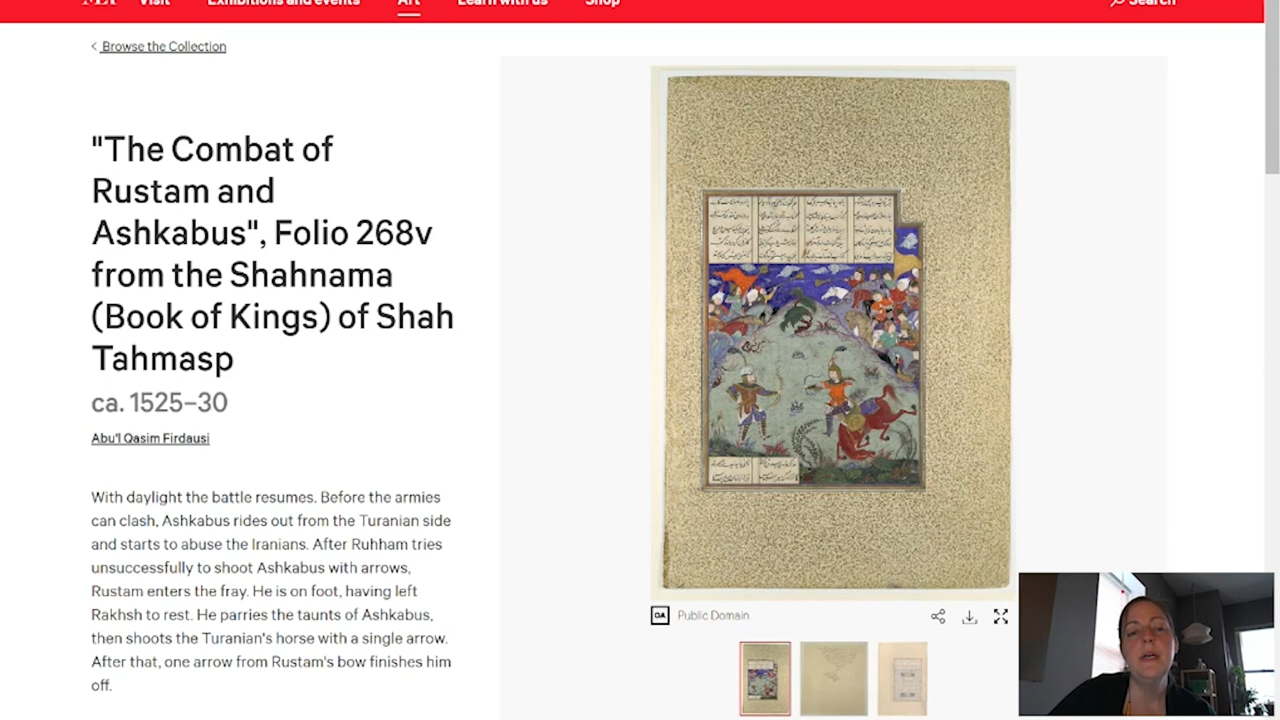 Visit
Exhibitions and events
Art
Learn with us
Shop
Search
Browse the Collection
"The Combat of
Rustam and
Ashkabus", Folio 268v
from the Shahnama
(Book of Kings) of Shah
Tahmasp
ca. 1525–30
Abu'l Qasim Firdausi
With daylight the battle resumes. Before the armies
can clash, Ashkabus rides out from the Turanian side
and starts to abuse the Iranians. After Ruhham tries
unsuccessfully to shoot Ashkabus with arrows,
Rustam enters the fray. He is on foot, having left
Rakhsh to rest. He parries the taunts of Ashkabus,
then shoots the Turanian's horse with a single arrow.
After that, one arrow from Rustam's bow finishes him
off.
OA Public Domain